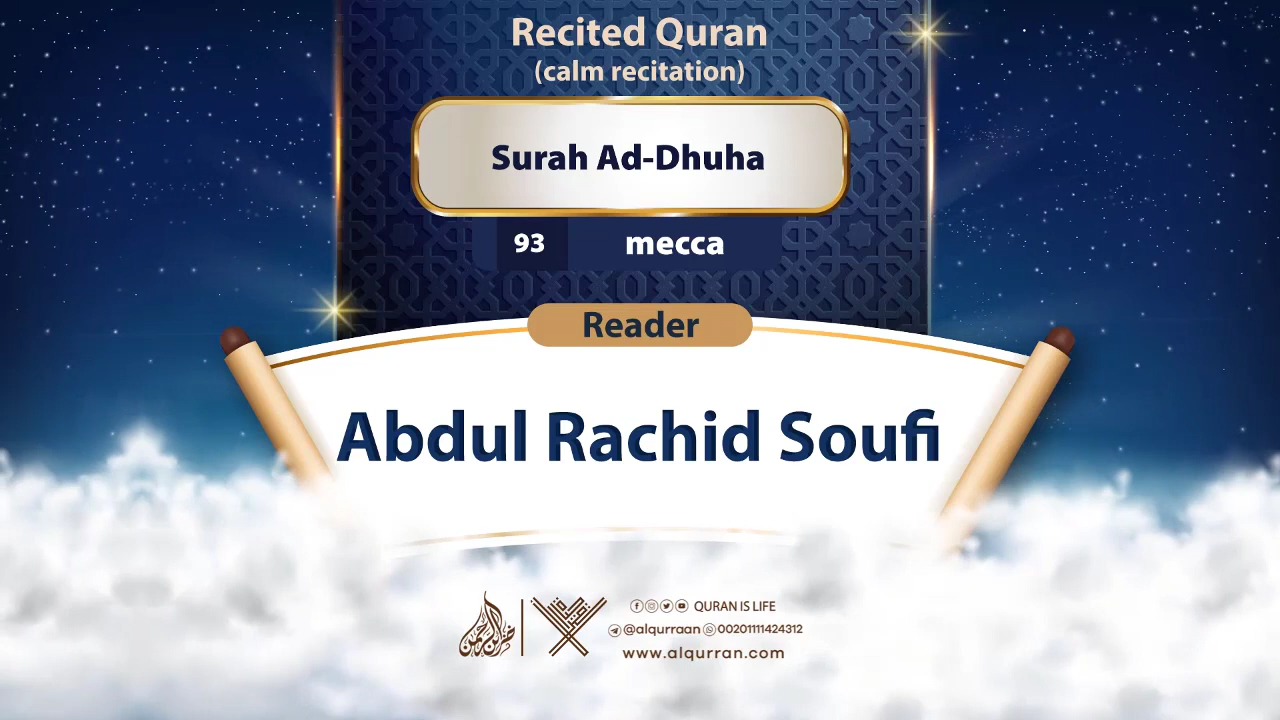 Recited Quran
(calm recitation)
Surah Ad-Dhuha
93 mecca
Reader
Abdul Rachid Soufi
QURAN IS LIFE
@alqurraan 00201111424312
www.alqurran.com